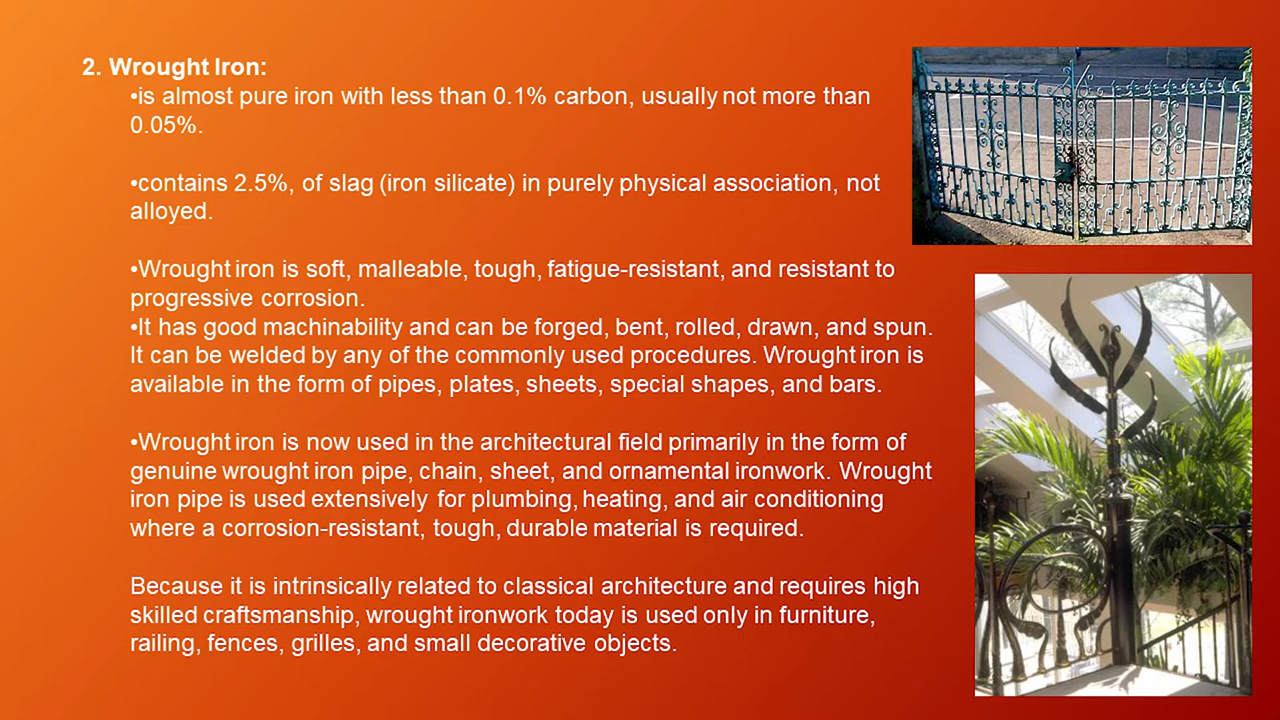 2. Wrought Iron:
•is almost pure iron with less than 0.1% carbon, usually not more than
0.05%.
•contains 2.5%, of slag (iron silicate) in purely physical association, not
alloyed.
•Wrought iron is soft, malleable, tough, fatigue-resistant, and resistant to
progressive corrosion.
•It has good machinability and can be forged, bent, rolled, drawn, and spun.
It can be welded by any of the commonly used procedures. Wrought iron is
available in the form of pipes, plates, sheets, special shapes, and bars.
•Wrought iron is now used in the architectural field primarily in the form of
genuine wrought iron pipe, chain, sheet, and ornamental ironwork. Wrought
iron pipe is used extensively for plumbing, heating, and air conditioning
where a corrosion-resistant, tough, durable material is required.
Because it is intrinsically related to classical architecture and requires high
skilled craftsmanship, wrought ironwork today is used only in furniture,
railing, fences, grilles, and small decorative objects.